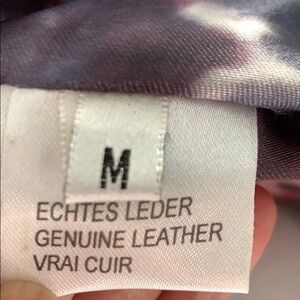 M
ECHTES LEDER
GENUINE LEATHER
VRAI CUIR